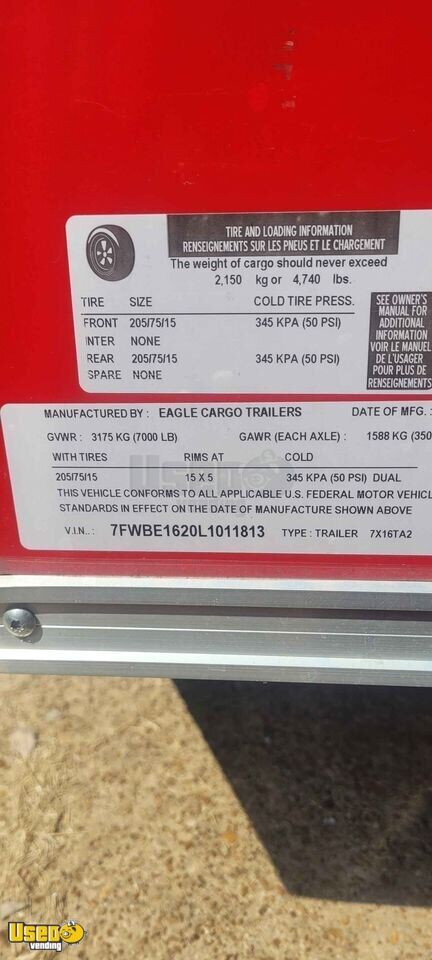 TIRE AND LOADING INFORMATION
RENSEIGNEMENTS SUR LES PNEUS ET LE CHARGEMENT
The weight of cargo should never exceed
2,150 kg or 4,740 lbs.
TIRE SIZE COLD TIRE PRESS.
FRONT 205/75/15 345 KPA (50 PSI)
INTER NONE
REAR 205/75/15 345 KPA (50 PSI)
SPARE NONE
SEE OWNER'S
MANUAL FOR
ADDITIONAL
INFORMATION
VOIR LE MANUEL
DE L'USAGER
POUR PLUS DE
RENSEIGNEMENTS
MANUFACTURED BY : EAGLE CARGO TRAILERS DATE OF MFG. :
GVWR : 3175 KG (7000 LB) GAWR (EACH AXLE) : 1588 KG (350
WITH TIRES RIMS AT COLD
205/75/15 15 X 5 345 KPA (50 PSI) DUAL
THIS VEHICLE CONFORMS TO ALL APPLICABLE U.S. FEDERAL MOTOR VEHICL
STANDARDS IN EFFECT ON THE DATE OF MANUFACTURE SHOWN ABOVE
V.I.N.. : 7FWBE1620L1011813 TYPE : TRAILER 7X16TA2
Used
vending